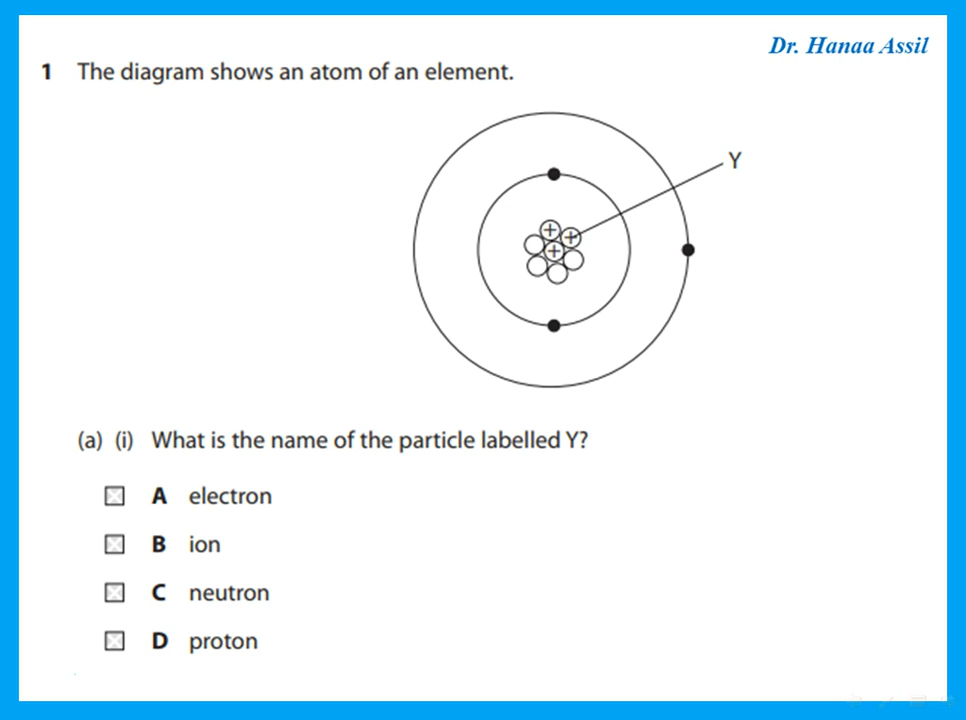 Dr. Hanaa Assil
1 The diagram shows an atom of an element.
Y
+
+
+
(a) (i) What is the name of the particle labelled Y?
A electron
B ion
C neutron
D proton